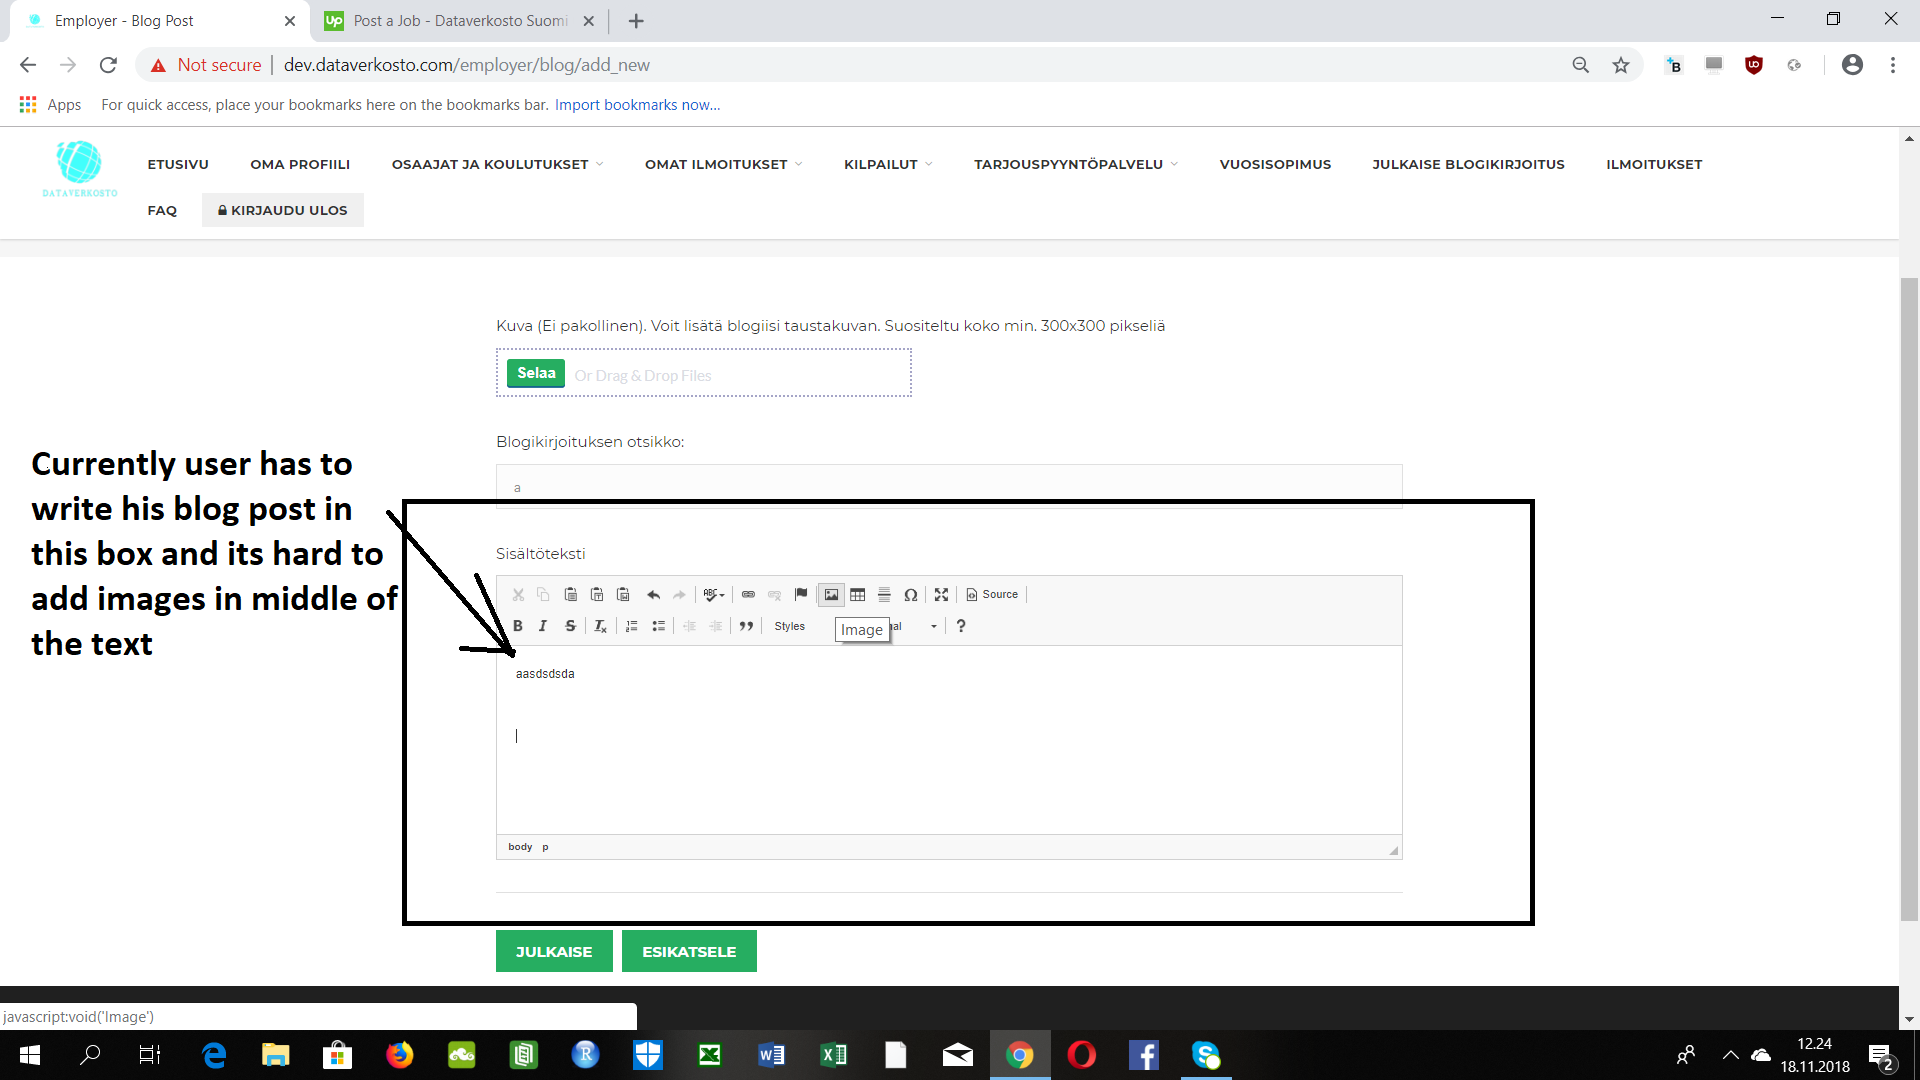 Employer - Blog Post
Post a Job - Dataverkosto Suomi
Not secure | dev.dataverkosto.com/employer/blog/add_new
Apps For quick access, place your bookmarks here on the bookmarks bar. Import bookmarks now...
DATAVERKOSTO
ETUSIVU OMA PROFIILI OSAAJAT JA KOULUTUKSET OMAT ILMOITUKSET KILPAILUT TARJOUSPYYNTÖPALVELU VUOSISOPIMUS JULKAISE BLOGIKIRJOITUS ILMOITUKSET
FAQ KIRJAUDU ULOS
Kuva (Ei pakollinen). Voit lisätä blogiisi taustakuvan. Suositeltu koko min. 300x300 pikseliä
Selaa Or Drag & Drop Files
Blogikirjoituksen otsikko:
a
Currently user has to
write his blog post in
this box and its hard to
add images in middle of
the text
Sisältöteksti
Source
B I S Styles Image al ?
aasdsdsda
body p
JULKAISE ESIKATSELE
javascript:void('Image')
12.24
18.11.2018
2